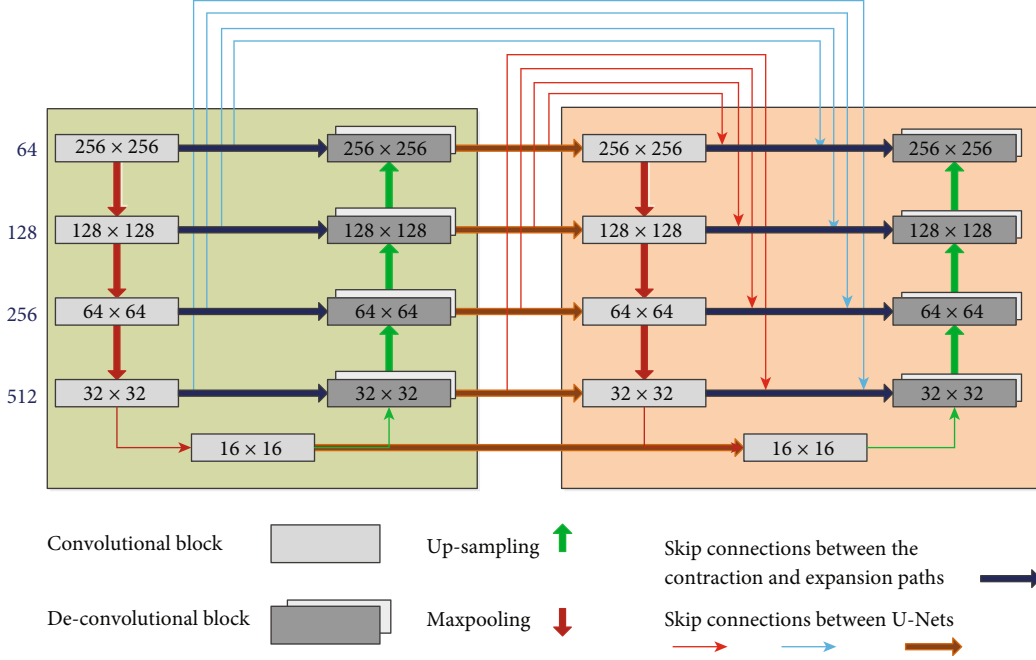 64 256 × 256 256 × 256 256 × 256 256 × 256
128 128 × 128 128 × 128 128 × 128 128 × 128
256 64 × 64 64 × 64 64 × 64 64 × 64
512 32 × 32 32 × 32 32 × 32 32 × 32
16 × 16 16 × 16
Convolutional block
De-convolutional block
Up-sampling
Maxpooling
Skip connections between the
contraction and expansion paths
Skip connections between U-Nets